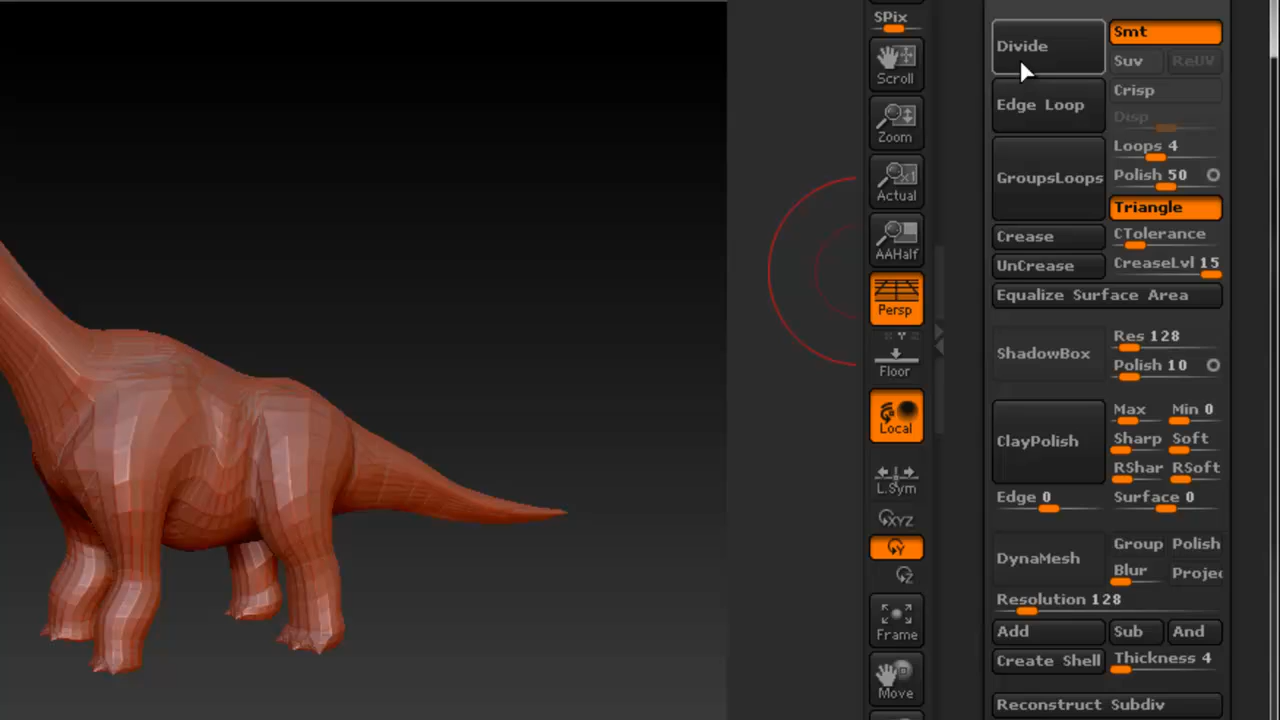 SPix
Scroll
Zoom
Actual
AAHalf
Persp
Floor
Local
L.Sym
XYZ
Y
Z
Frame
Move
Divide
Smt
Suv ReUV
Crisp
Edge Loop
Disp
Loops 4
GroupsLoops
Polish 50
Triangle
Crease
CTolerance
UnCrease
CreaseLvl 15
Equalize Surface Area
ShadowBox
Res 128
Polish 10
ClayPolish
Max Min 0
Sharp Soft
RShar RSoft
Edge 0 Surface 0
DynaMesh
Group Polish
Blur Projec
Resolution 128
Add Sub And
Create Shell Thickness 4
Reconstruct Subdiv